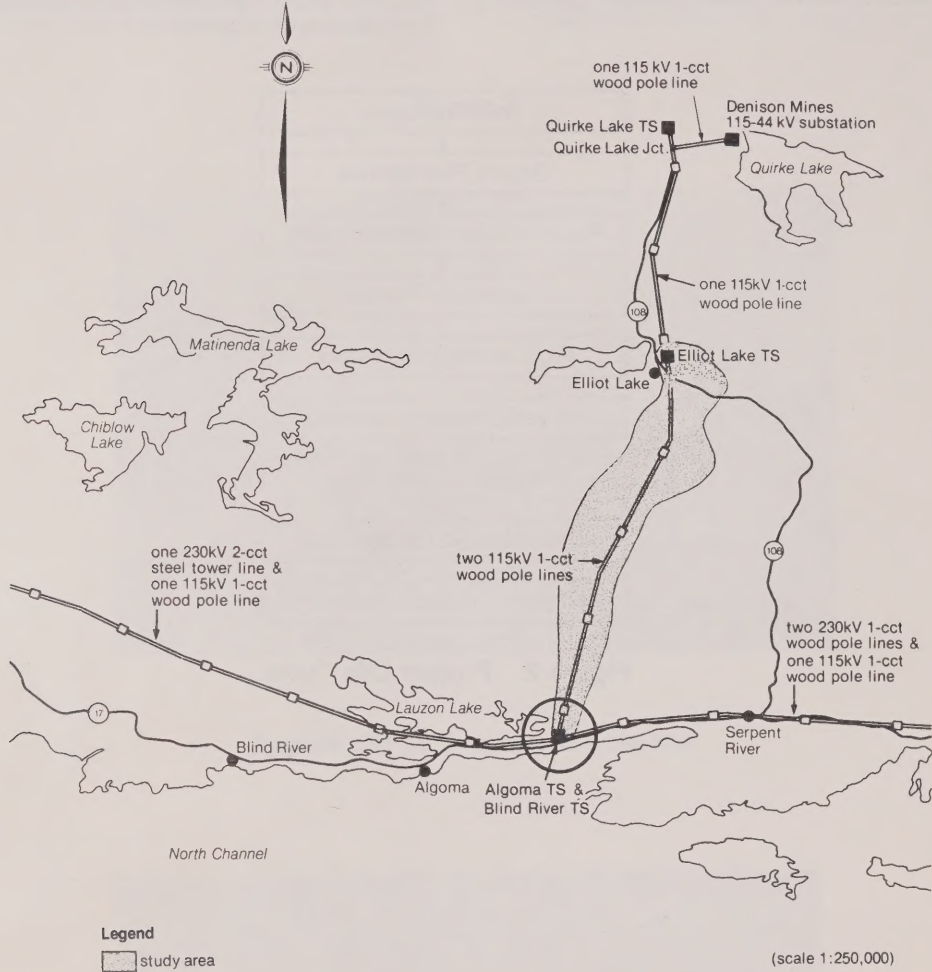 N
one 115 kV 1-cct
wood pole line
Denison Mines
115-44 kV substation
Quirke Lake TS
Quirke Lake Jct.
Quirke Lake
one 115kV 1-cct
wood pole line
108
Matinenda Lake
Elliot Lake TS
Elliot Lake
Chiblow
Lake
one 230kV 2-cct
steel tower line &
one 115kV 1-cct
wood pole line
two 115kV 1-cct
wood pole lines
108
two 230kV 1-cct
wood pole lines &
one 115kV 1-cct
wood pole line
17
Lauzon Lake
Blind River
Algoma
Algoma TS &
Blind River TS
Serpent
River
North Channel
Legend
study area
(scale 1:250,000)